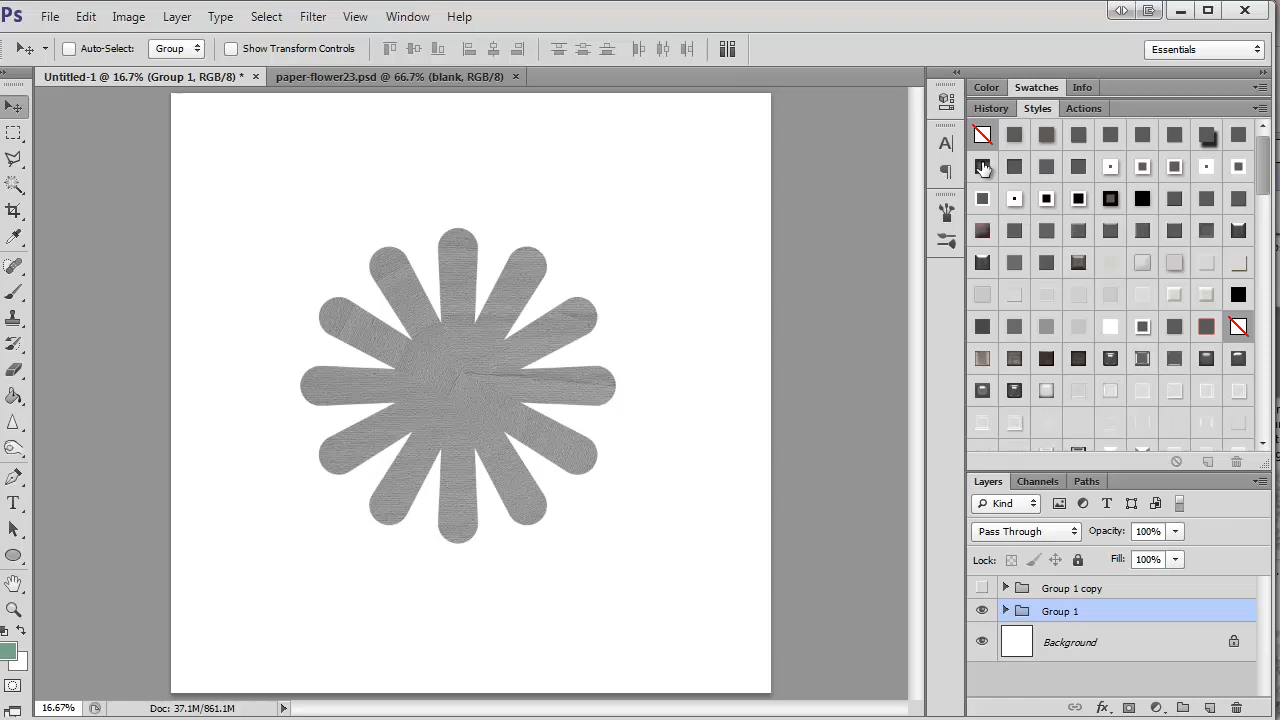 Ps File Edit Image Layer Type Select Filter View Window Help
Auto-Select: Group Show Transform Controls Essentials
Untitled-1 @ 16.7% (Group 1, RGB/8) * × paper-flower23.psd @ 66.7% (blank, RGB/8) ×
Color Swatches Info
History Styles Actions
Layers Channels Paths
Kind
Pass Through Opacity: 100%
Lock: Fill: 100%
Group 1 copy
Group 1
Background
16.67% Doc: 37.1M/861.1M